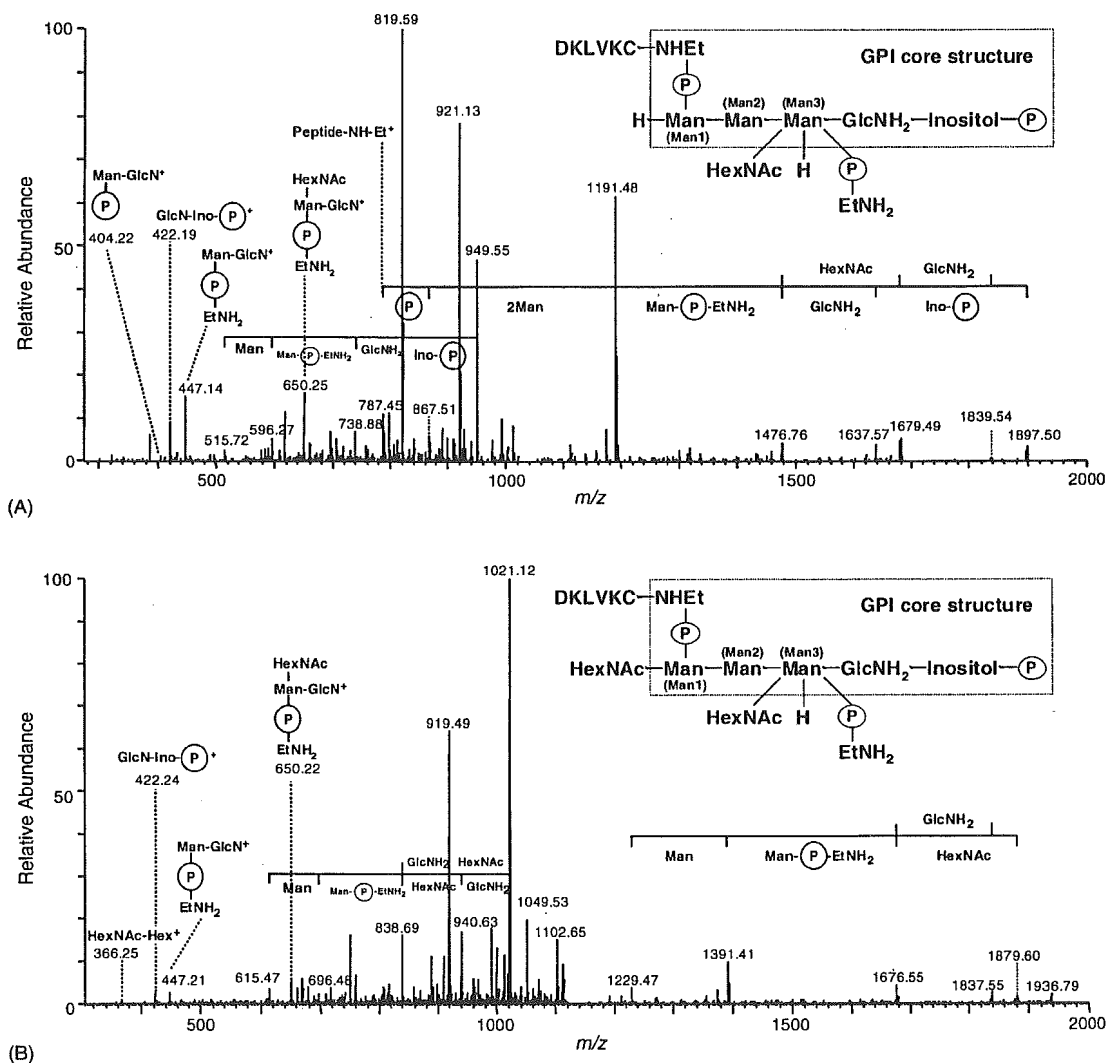 100
50
0
Relative Abundance
819.59
921.13
1191.48
949.55
Peptide-NH-Et+
Man-GlcN+
P
404.22
GlcN-Ino-P+
422.19
Man-GlcN+
P
EtNH2
447.14
HexNAc
Man-GlcN+
P
EtNH2
650.25
DKLVKC-NHEt
GPI core structure
P
(Man2) (Man3)
H-Man-Man-Man-GlcNH2-Inositol-P
(Man1)
HexNAc H
P
EtNH2
HexNAc GlcNH2
P 2Man Man-P-EtNH2 GlcNH2 Ino-P
Man Man-P-EtNH2 GlcNH2 Ino-P
515.72
596.27
738.88
787.45
867.51
1476.76
1637.57
1679.49
1839.54
1897.50
500 1000 1500 2000
m/z
(A)
100
50
0
Relative Abundance
1021.12
919.49
HexNAc
Man-GlcN+
P
EtNH2
650.22
GlcN-Ino-P+
422.24
Man-GlcN+
P
EtNH2
447.21
HexNAc-Hex+
366.25
DKLVKC-NHEt
GPI core structure
P
(Man2) (Man3)
HexNAc-Man-Man-Man-GlcNH2-Inositol-P
(Man1)
HexNAc H
P
EtNH2
GlcNH2
Man Man-P-EtNH2 HexNAc
GlcNH2 HexNAc
Man Man-P-EtNH2 HexNAc GlcNH2
615.47
696.48
838.69
940.63
1049.53
1102.65
1229.47
1391.41
1676.55
1837.55
1879.60
1936.79
500 1000 1500 2000
m/z
(B)